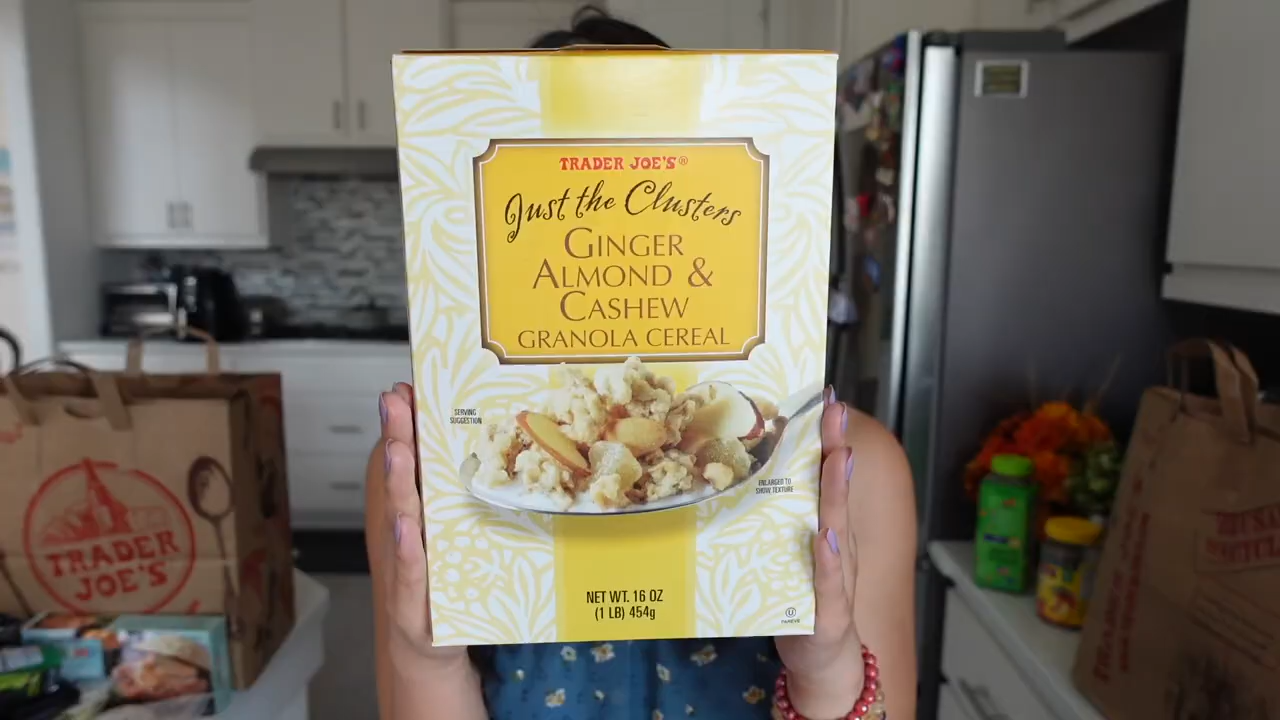 TRADER JOE'S®
Just the Clusters
GINGER
ALMOND &
CASHEW
GRANOLA CEREAL
SERVING
SUGGESTION
ENLARGED TO
SHOW TEXTURE
NET WT. 16 OZ
(1 LB) 454g
U
PAREVE
TRADER
JOE'S